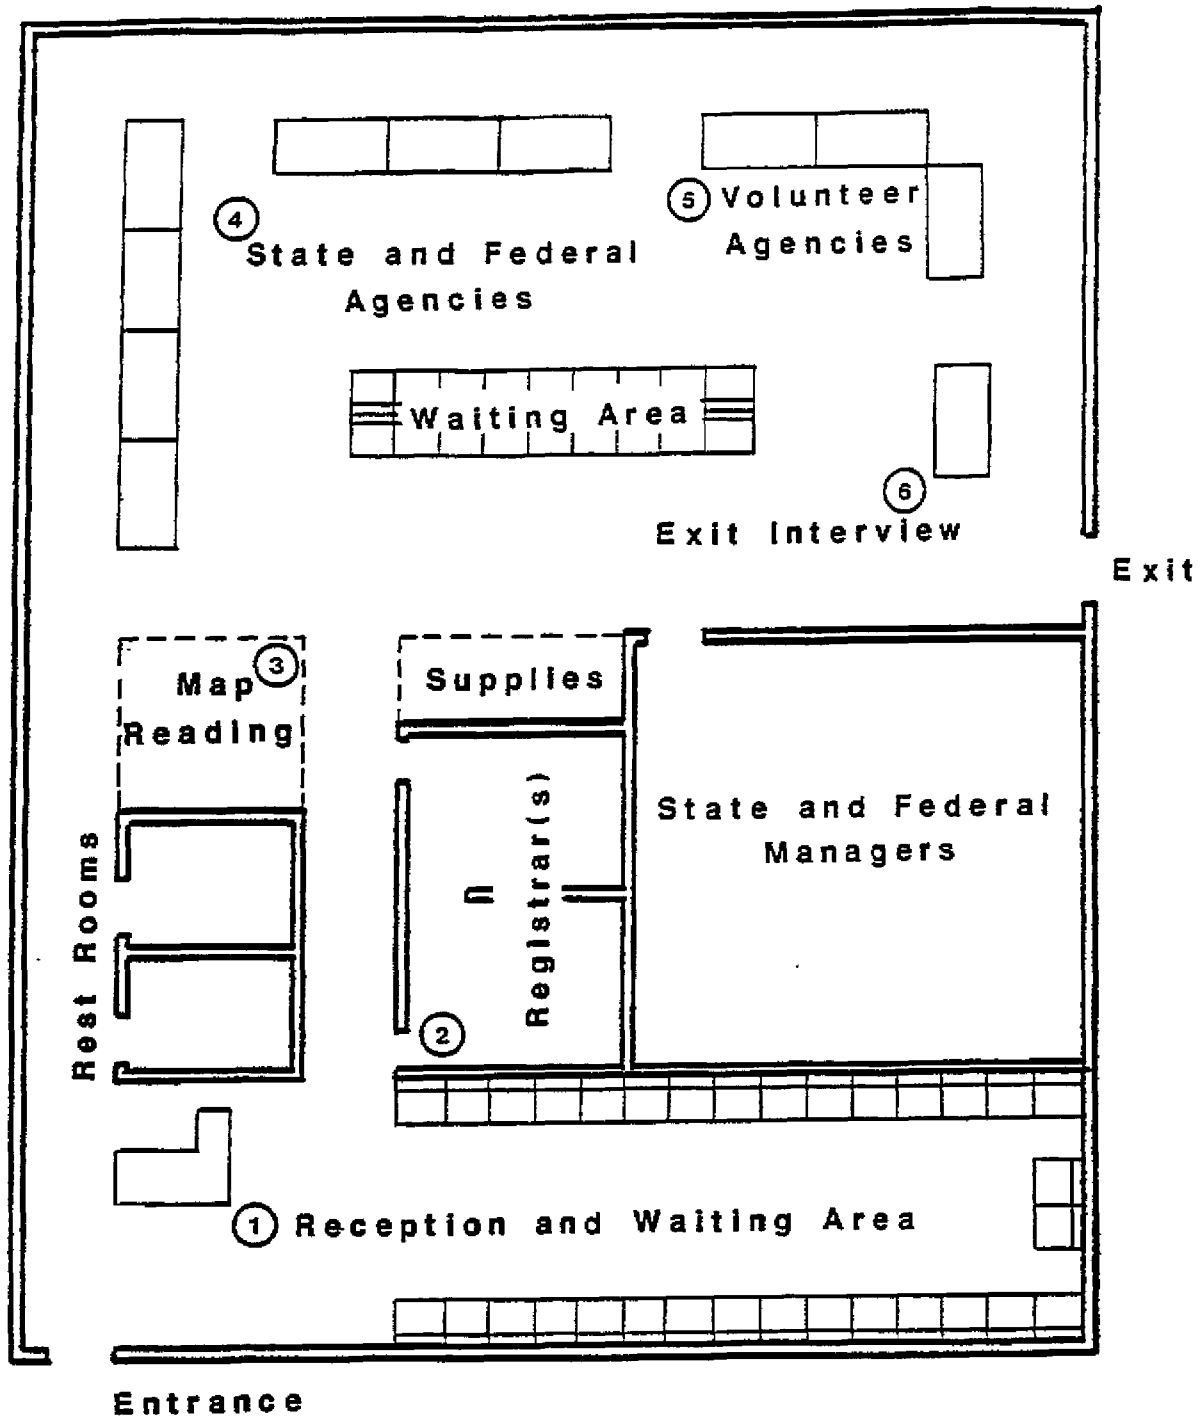 4
State and Federal
Agencies
5 Volunteer
Agencies
Waiting Area
6
Exit Interview
Exit
3
Map
Reading
Supplies
Rest Rooms
Registrar(s)
State and Federal
Managers
2
1 Reception and Waiting Area
Entrance